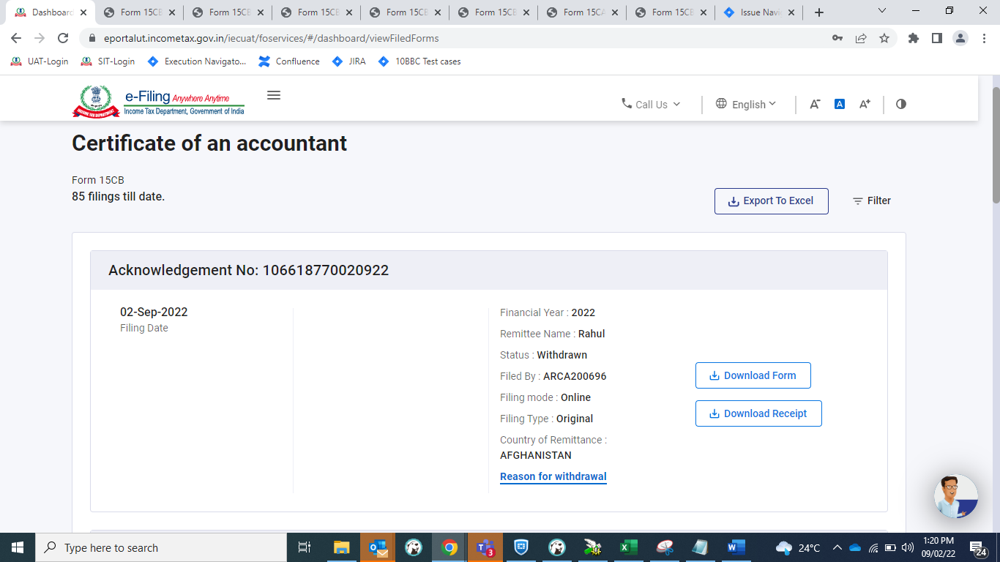 Dashboard
Form 15CB
Form 15CB
Form 15CB
Form 15CB
Form 15CB
Form 15CA
Form 15CB
Issue Navi
eportalut.incometax.gov.in/iecuat/foservices/#/dashboard/viewFiledForms
UAT-Login
SIT-Login
Execution Navigato...
Confluence
JIRA
10BBC Test cases
e-Filing Anywhere Anytime
Income Tax Department, Government of India
INCOME TAX DEPARTMENT
Call Us
English
A-
A
A+
Certificate of an accountant
Form 15CB
85 filings till date.
Export To Excel
Filter
Acknowledgement No: 106618770020922
02-Sep-2022
Filing Date
Financial Year : 2022
Remittee Name : Rahul
Status : Withdrawn
Filed By : ARCA200696
Filing mode : Online
Filing Type : Original
Country of Remittance :
AFGHANISTAN
Reason for withdrawal
Download Form
Download Receipt
Type here to search
3
24°C
1:20 PM
09/02/22
24